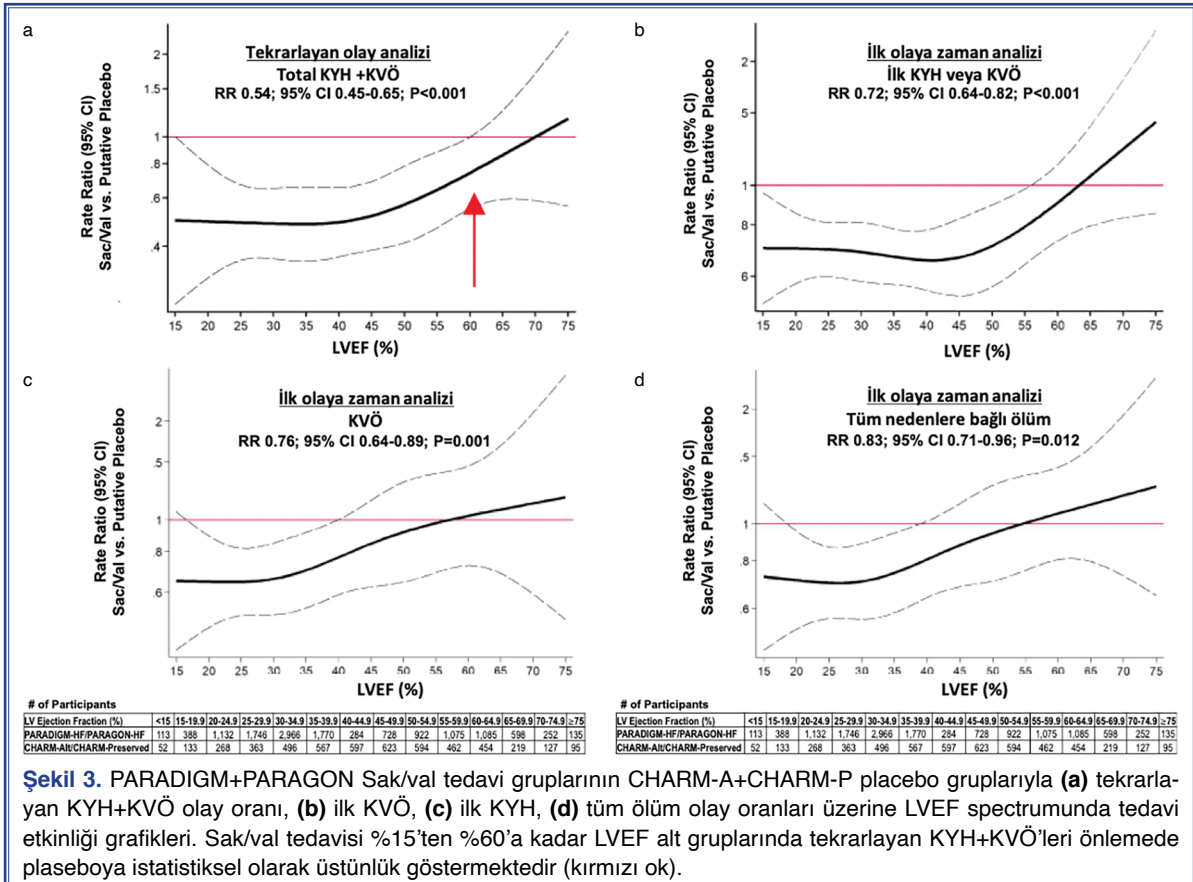 a
Tekrarlayan olay analizi
Total KYH +KVÖ
RR 0.54; 95% CI 0.45-0.65; P<0.001
Rate Ratio (95% CI)
Sac/Val vs. Putative Placebo
2
1.5
1
.8
.6
.4
15 20 25 30 35 40 45 50 55 60 65 70 75
LVEF (%)
b
İlk olaya zaman analizi
İlk KYH veya KVÖ
RR 0.72; 95% CI 0.64-0.82; P<0.001
Rate Ratio (95% CI)
Sac/Val vs. Putative Placebo
2
5
1
8
6
15 20 25 30 35 40 45 50 55 60 65 70 75
LVEF (%)
c
İlk olaya zaman analizi
KVÖ
RR 0.76; 95% CI 0.64-0.89; P=0.001
Rate Ratio (95% CI)
Sac/Val vs. Putative Placebo
2
.5
1
.8
.6
15 20 25 30 35 40 45 50 55 60 65 70 75
LVEF (%)
d
İlk olaya zaman analizi
Tüm nedenlere bağlı ölüm
RR 0.83; 95% CI 0.71-0.96; P=0.012
Rate Ratio (95% CI)
Sac/Val vs. Putative Placebo
2
.5
1
.8
.6
15 20 25 30 35 40 45 50 55 60 65 70 75
LVEF (%)
# of Participants
LV Ejection Fraction (%) <15 15-19.9 20-24.9 25-29.9 30-34.9 35-39.9 40-44.9 45-49.9 50-54.9 55-59.9 60-64.9 65-69.9 70-74.9 ≥75
PARADIGM-HF/PARAGON-HF 113 388 1,132 1,746 2,966 1,770 284 728 922 1,075 1,085 598 252 135
CHARM-Alt/CHARM-Preserved 52 133 268 363 496 567 597 623 594 462 454 219 127 95
# of Participants
LV Ejection Fraction (%) <15 15-19.9 20-24.9 25-29.9 30-34.9 35-39.9 40-44.9 45-49.9 50-54.9 55-59.9 60-64.9 65-69.9 70-74.9 ≥75
PARADIGM-HF/PARAGON-HF 113 388 1,132 1,746 2,966 1,770 284 728 922 1,075 1,085 598 252 135
CHARM-Alt/CHARM-Preserved 52 133 268 363 496 567 597 623 594 462 454 219 127 95
Şekil 3. PARADIGM+PARAGON Sak/val tedavi gruplarının CHARM-A+CHARM-P placebo gruplarıyla (a) tekrarla-
yan KYH+KVÖ olay oranı, (b) ilk KVÖ, (c) ilk KYH, (d) tüm ölüm olay oranları üzerine LVEF spectrumunda tedavi
etkinliği grafikleri. Sak/val tedavisi %15'ten %60'a kadar LVEF alt gruplarında tekrarlayan KYH+KVÖ'leri önlemede
plaseboya istatistiksel olarak üstünlük göstermektedir (kırmızı ok).